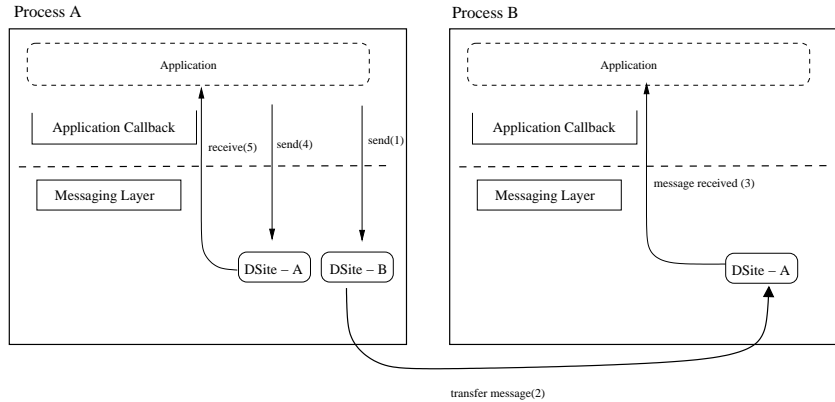 Process A
Process B
Application
Application
Application Callback
receive(5)
send(4)
send(1)
Application Callback
Messaging Layer
message received (3)
Messaging Layer
DSite – A
DSite – B
DSite – A
transfer message(2)